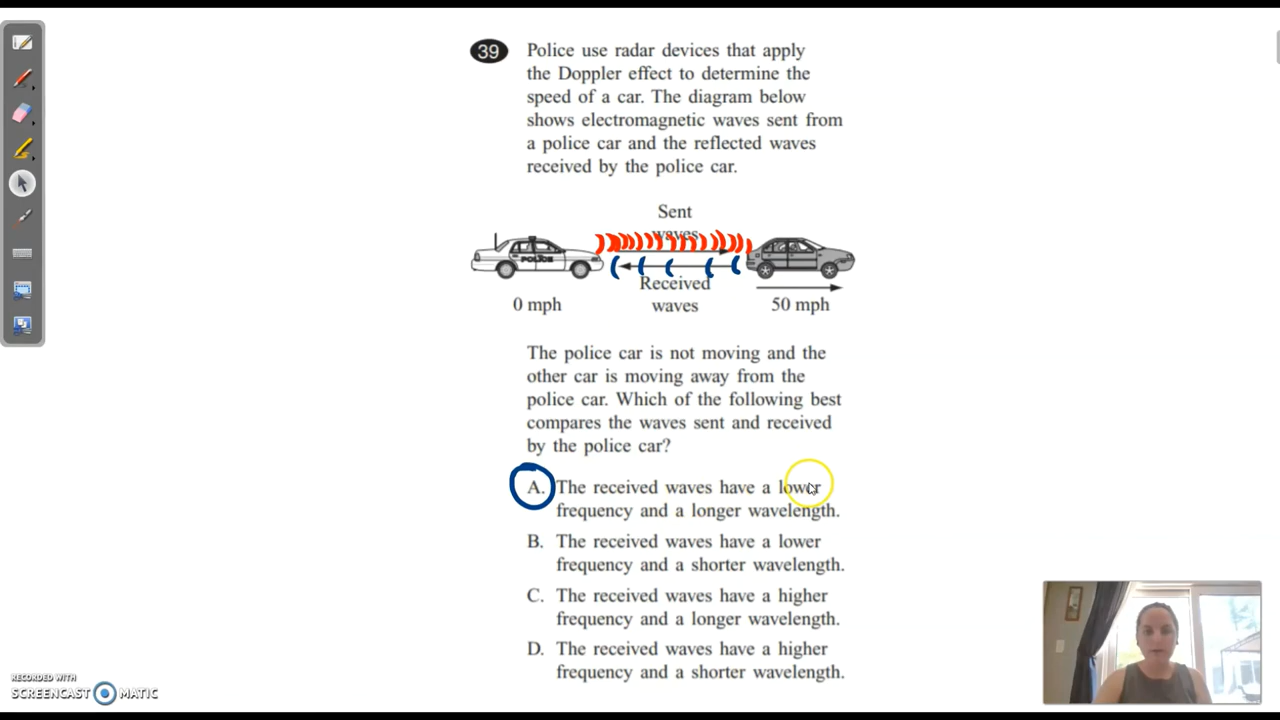 39 Police use radar devices that apply
the Doppler effect to determine the
speed of a car. The diagram below
shows electromagnetic waves sent from
a police car and the reflected waves
received by the police car.
Sent
waves
POLICE
Received
waves
0 mph
50 mph
The police car is not moving and the
other car is moving away from the
police car. Which of the following best
compares the waves sent and received
by the police car?
A. The received waves have a lower
frequency and a longer wavelength.
B. The received waves have a lower
frequency and a shorter wavelength.
C. The received waves have a higher
frequency and a longer wavelength.
D. The received waves have a higher
frequency and a shorter wavelength.
RECORDED WITH
SCREENCAST MATIC